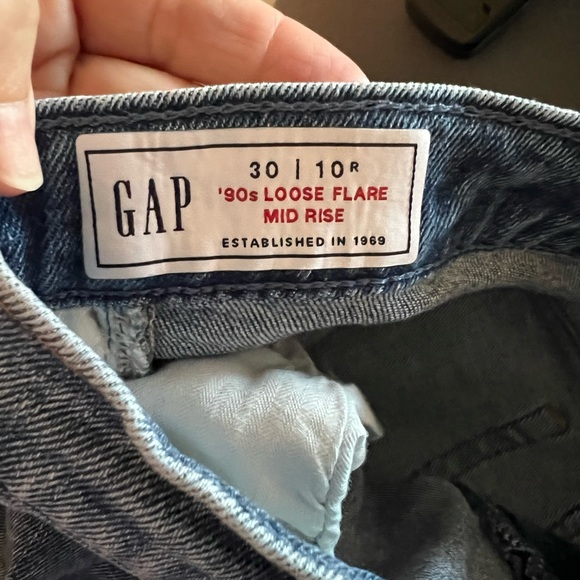 GAP
30 | 10R
'90s LOOSE FLARE
MID RISE
ESTABLISHED IN 1969